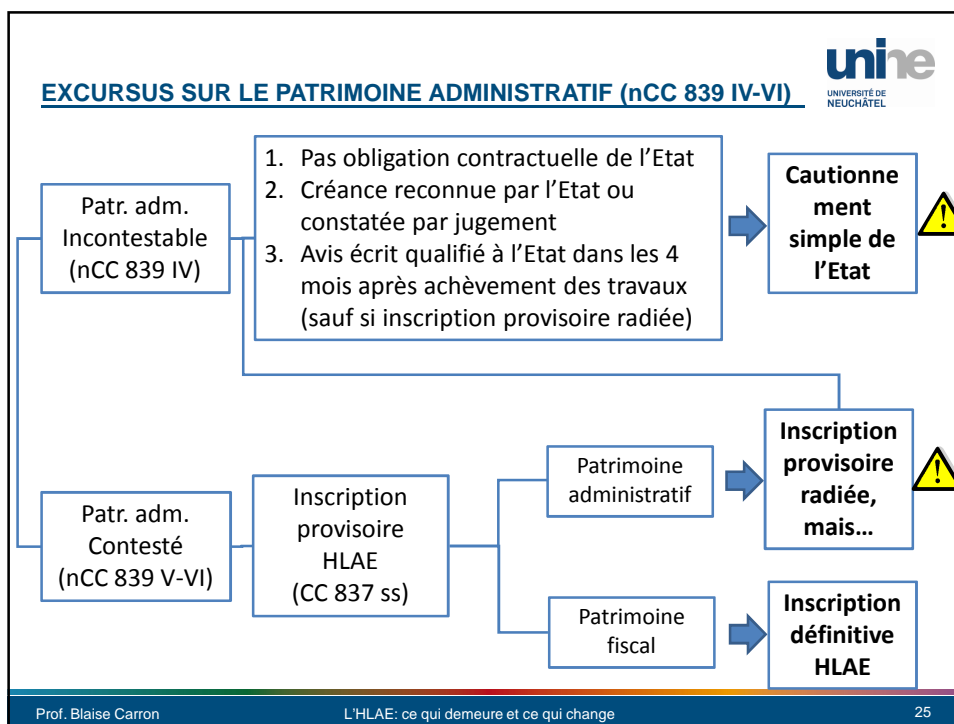 unine
UNIVERSITÉ DE
NEUCHÂTEL
EXCURSUS SUR LE PATRIMOINE ADMINISTRATIF (nCC 839 IV-VI)
Patr. adm.
Incontestable
(nCC 839 IV)
1. Pas obligation contractuelle de l'Etat
2. Créance reconnue par l'Etat ou
constatée par jugement
3. Avis écrit qualifié à l'Etat dans les 4
mois après achèvement des travaux
(sauf si inscription provisoire radiée)
Cautionne
ment
simple de
l'Etat
!
Patr. adm.
Contesté
(nCC 839 V-VI)
Inscription
provisoire
HLAE
(CC 837 ss)
Patrimoine
administratif
Inscription
provisoire
radiée,
mais...
!
Patrimoine
fiscal
Inscription
définitive
HLAE
Prof. Blaise Carron
L'HLAE: ce qui demeure et ce qui change
25